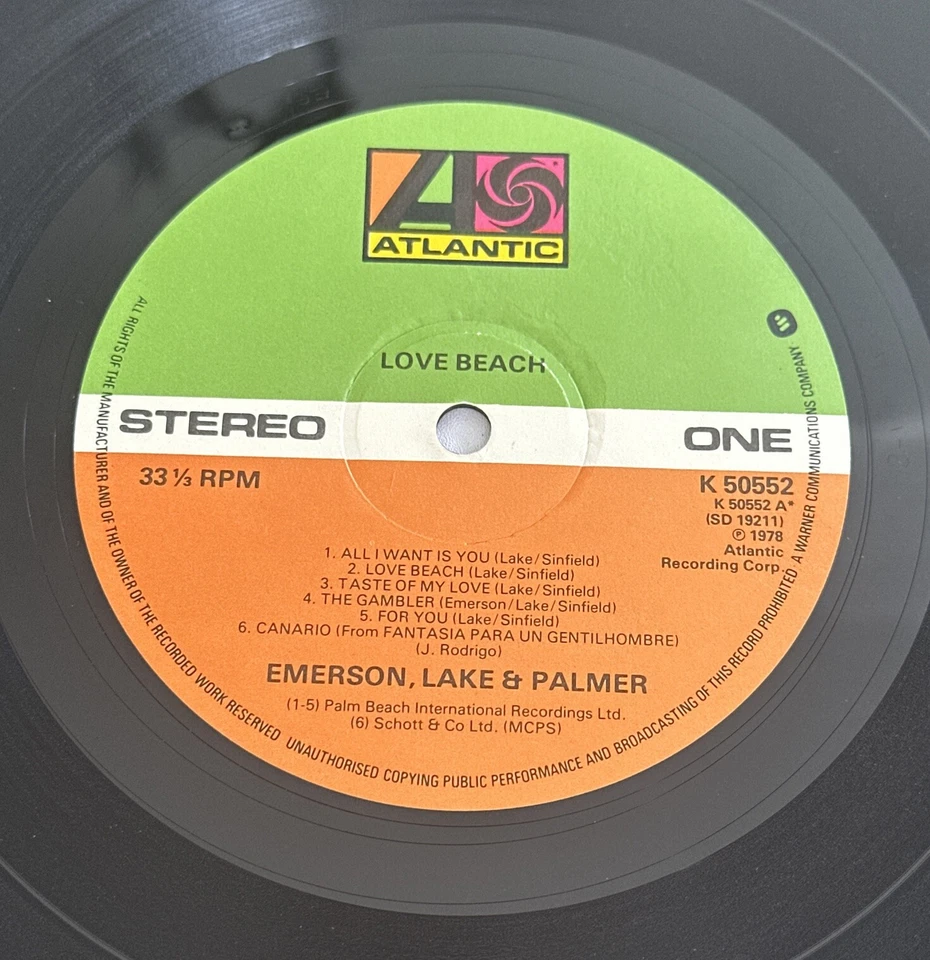 ATLANTIC
LOVE BEACH
STEREO
ONE
33 ⅓ RPM
K 50552
K 50552 A*
(SD 19211)
℗ 1978
Atlantic
Recording Corp.
1. ALL I WANT IS YOU (Lake/Sinfield)
2. LOVE BEACH (Lake/Sinfield)
3. TASTE OF MY LOVE (Lake/Sinfield)
4. THE GAMBLER (Emerson/Lake/Sinfield)
5. FOR YOU (Lake/Sinfield)
6. CANARIO (From FANTASIA PARA UN GENTILHOMBRE)
(J. Rodrigo)
EMERSON, LAKE & PALMER
(1-5) Palm Beach International Recordings Ltd.
(6) Schott & Co Ltd. (MCPS)
ALL RIGHTS OF THE MANUFACTURER AND OF THE OWNER OF THE RECORDED WORK RESERVED UNAUTHORISED COPYING PUBLIC PERFORMANCE AND BROADCASTING OF THIS RECORD PROHIBITED. A WARNER COMMUNICATIONS COMPANY.